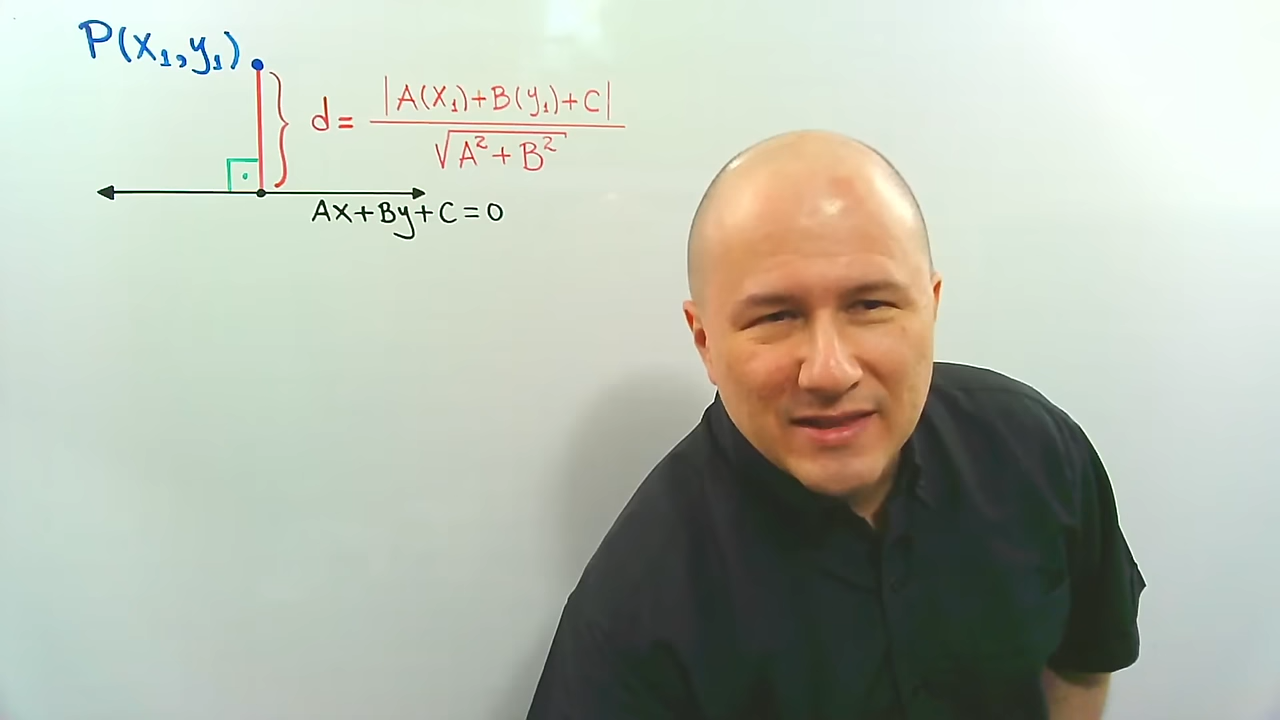 P(x₁,y₁)
d = |A(x₁)+B(y₁)+C| / √A²+B²
Ax+By+C=0